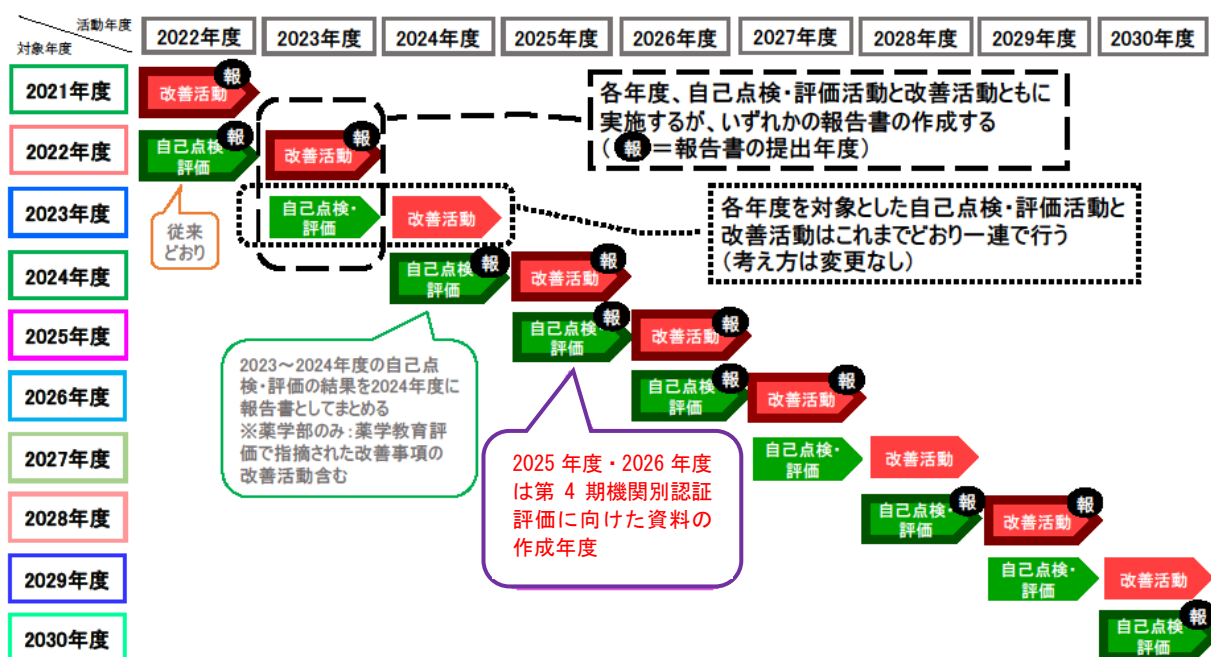 活動年度
対象年度
2022年度
2023年度
2024年度
2025年度
2026年度
2027年度
2028年度
2029年度
2030年度
2021年度
改善活動
報
各年度、自己点検・評価活動と改善活動ともに
実施するが、いずれかの報告書の作成する
（報＝報告書の提出年度）
2022年度
自己点検・
評価
報
改善活動
報
従来
どおり
2023年度
自己点検・
評価
改善活動
各年度を対象とした自己点検・評価活動と
改善活動はこれまでどおり一連で行う
（考え方は変更なし）
2024年度
自己点検・
評価
報
改善活動
報
2025年度
自己点検・
評価
報
改善活動
報
2023～2024年度の自己点
検・評価の結果を2024年度に
報告書としてまとめる
※薬学部のみ：薬学教育評
価で指摘された改善事項の
改善活動含む
2026年度
自己点検・
評価
報
改善活動
報
2025 年度・2026 年度
は第 4 期機関別認証
評価に向けた資料の
作成年度
2027年度
自己点検・
評価
改善活動
2028年度
自己点検・
評価
報
改善活動
報
2029年度
自己点検・
評価
改善活動
2030年度
自己点検・
評価
報